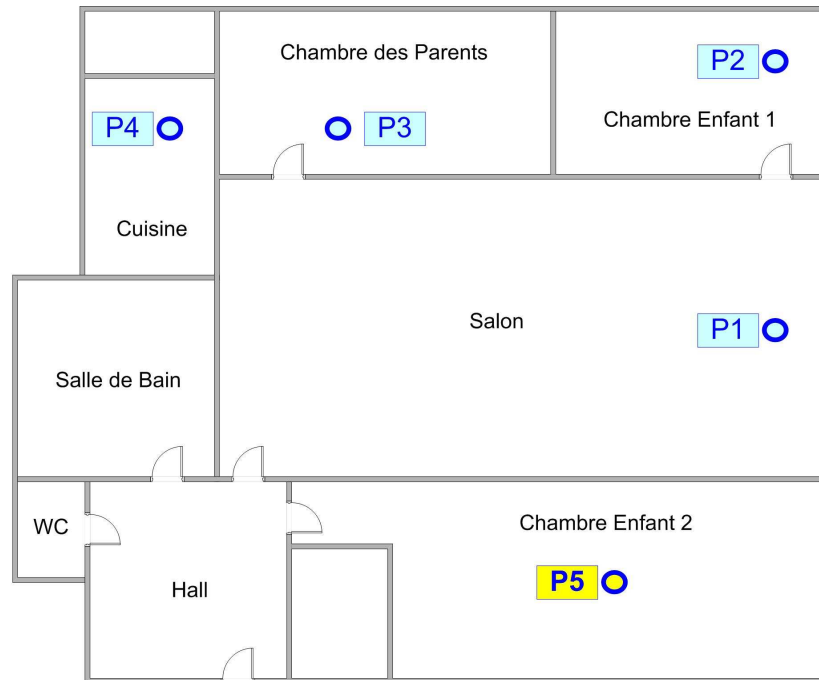 Chambre des Parents
P2
P4
P3
Chambre Enfant 1
Cuisine
Salon
P1
Salle de Bain
WC
Chambre Enfant 2
Hall
P5